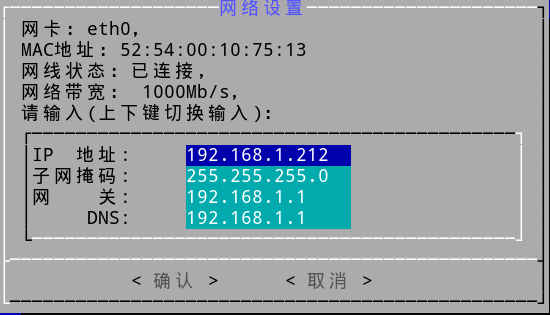 网络设置
网卡: eth0,
MAC地址: 52:54:00:10:75:13
网线状态: 已连接,
网络带宽:  1000Mb/s,
请输入(上下键切换输入):
IP  地址: 192.168.1.212
子网掩码: 255.255.255.0
网    关: 192.168.1.1
DNS: 192.168.1.1
< 确认 > < 取消 >